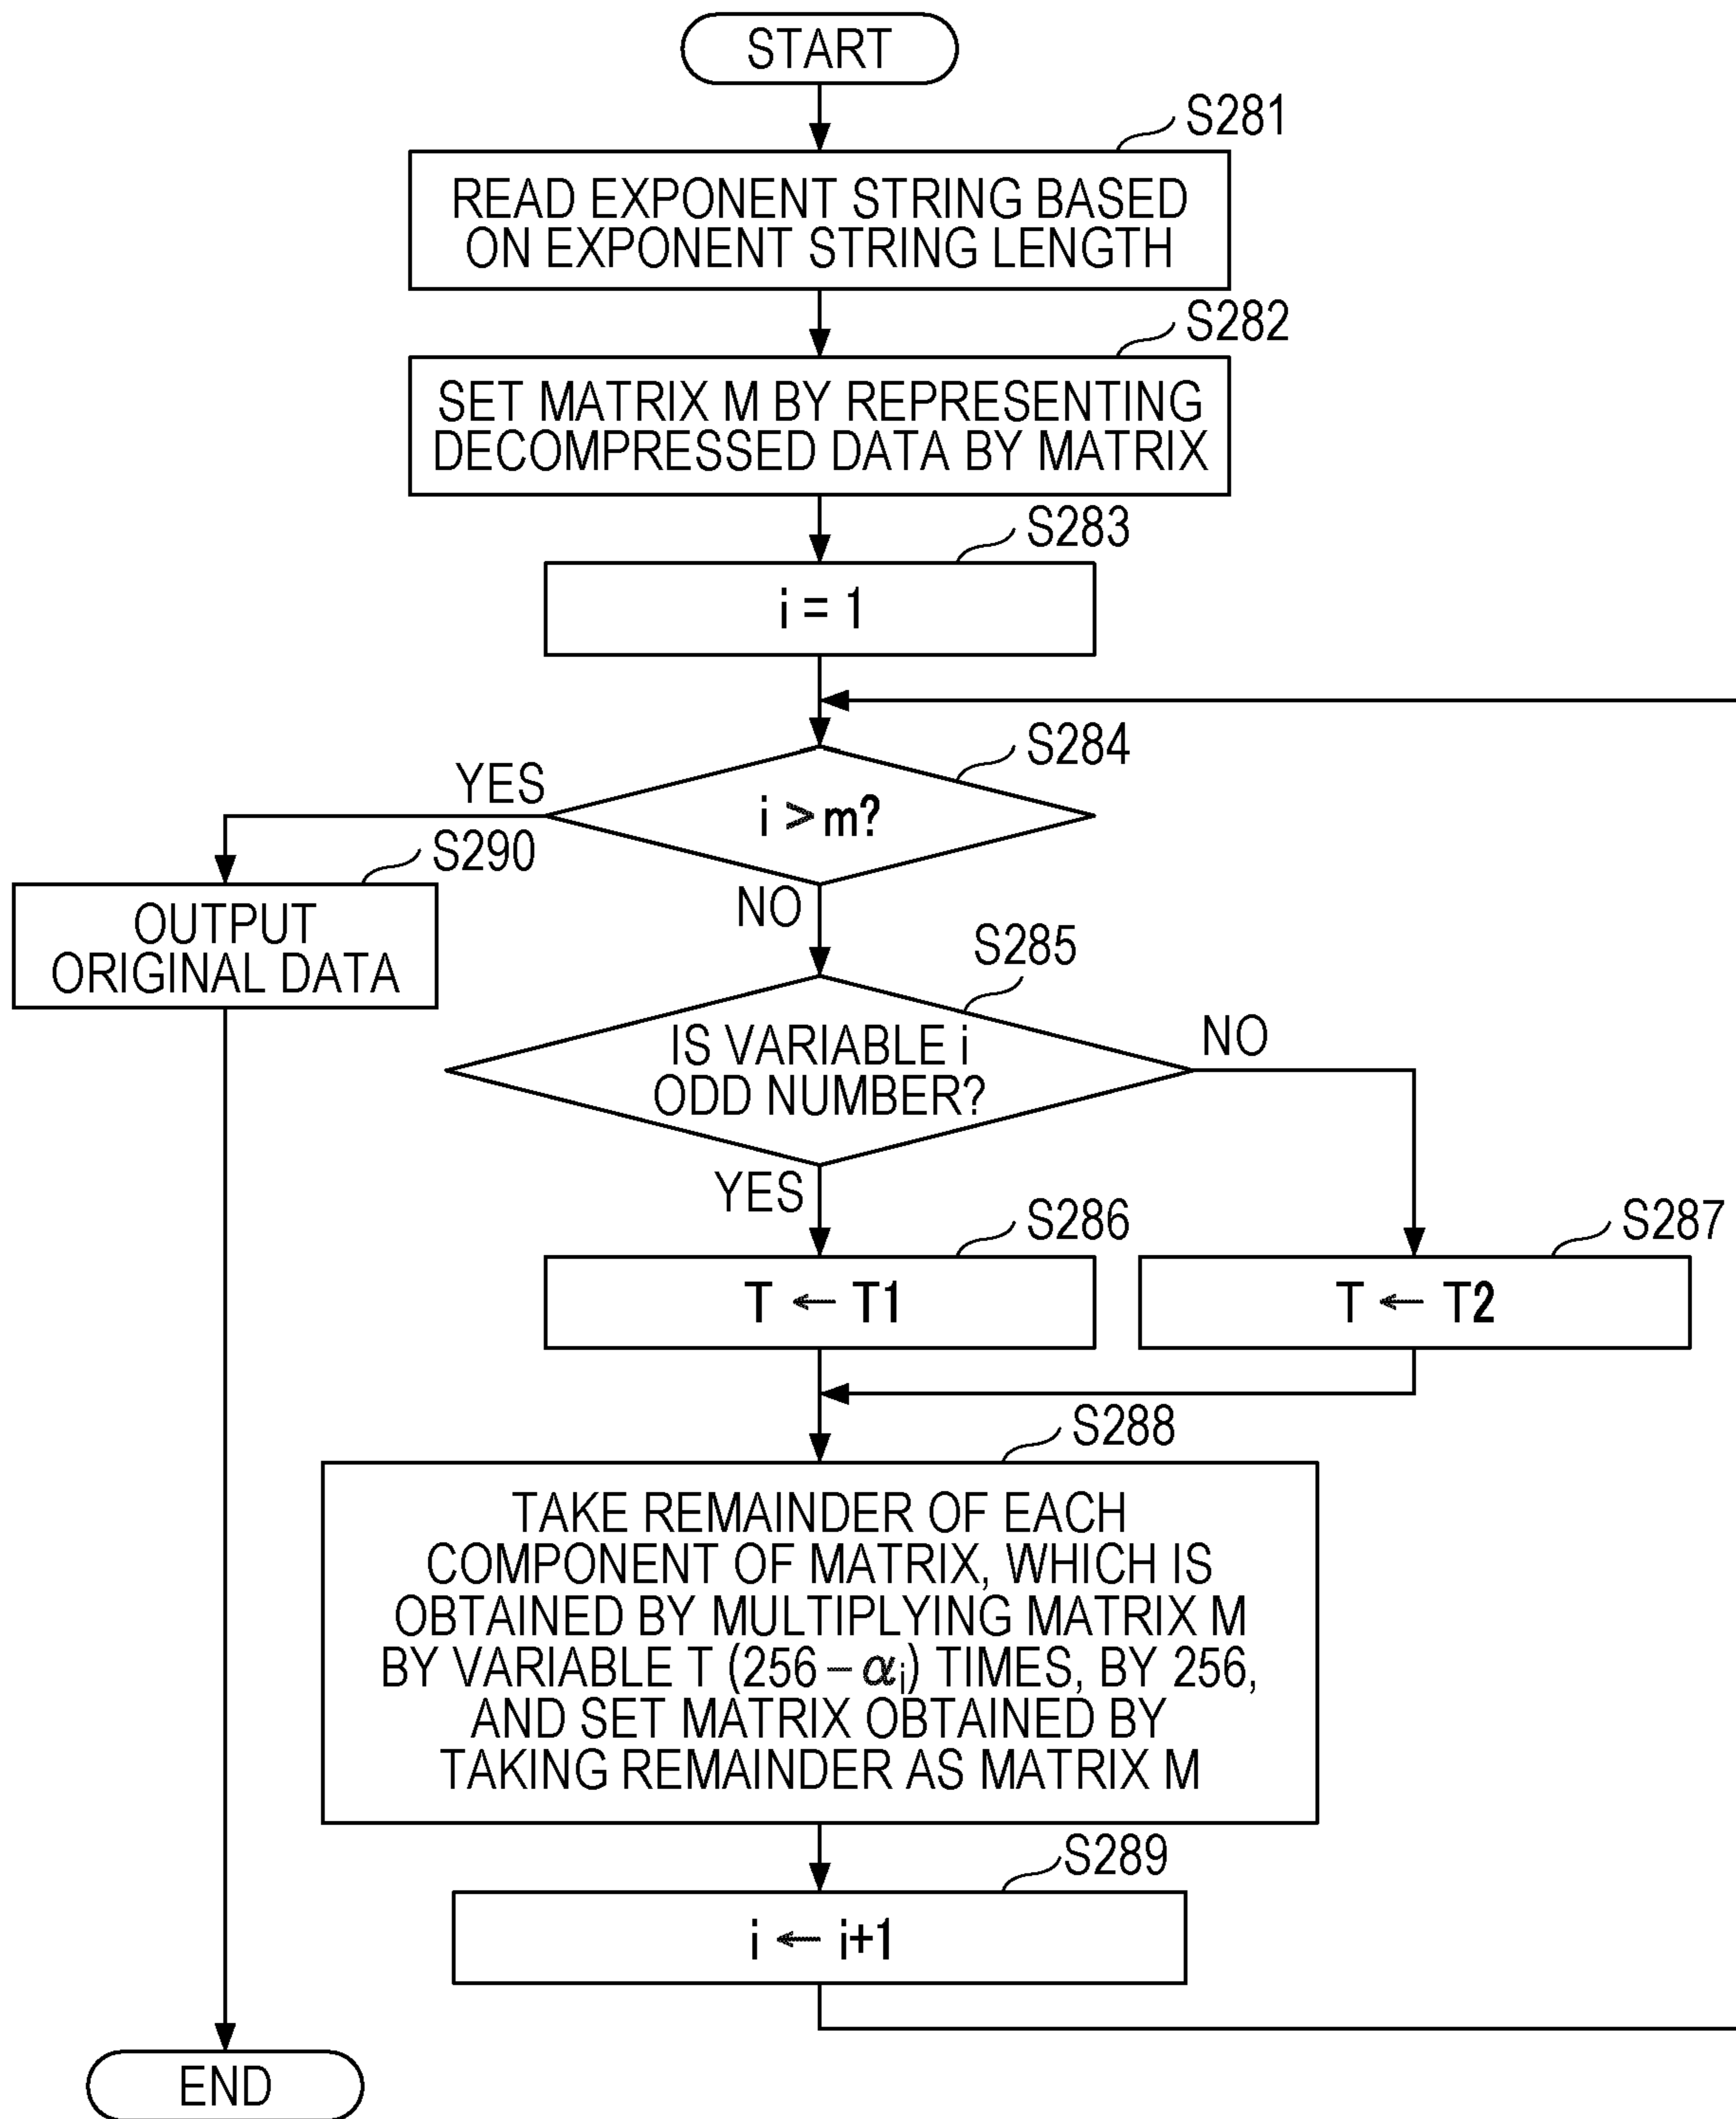 START
S281
READ EXPONENT STRING BASED
ON EXPONENT STRING LENGTH
S282
SET MATRIX M BY REPRESENTING
DECOMPRESSED DATA BY MATRIX
S283
i = 1
S284
YES
i > m?
S290
NO
OUTPUT
ORIGINAL DATA
S285
IS VARIABLE i
ODD NUMBER?
NO
YES
S286
S287
T ← T1
T ← T2
S288
TAKE REMAINDER OF EACH
COMPONENT OF MATRIX, WHICH IS
OBTAINED BY MULTIPLYING MATRIX M
BY VARIABLE T (256 – αi) TIMES, BY 256,
AND SET MATRIX OBTAINED BY
TAKING REMAINDER AS MATRIX M
S289
i ← i+1
END